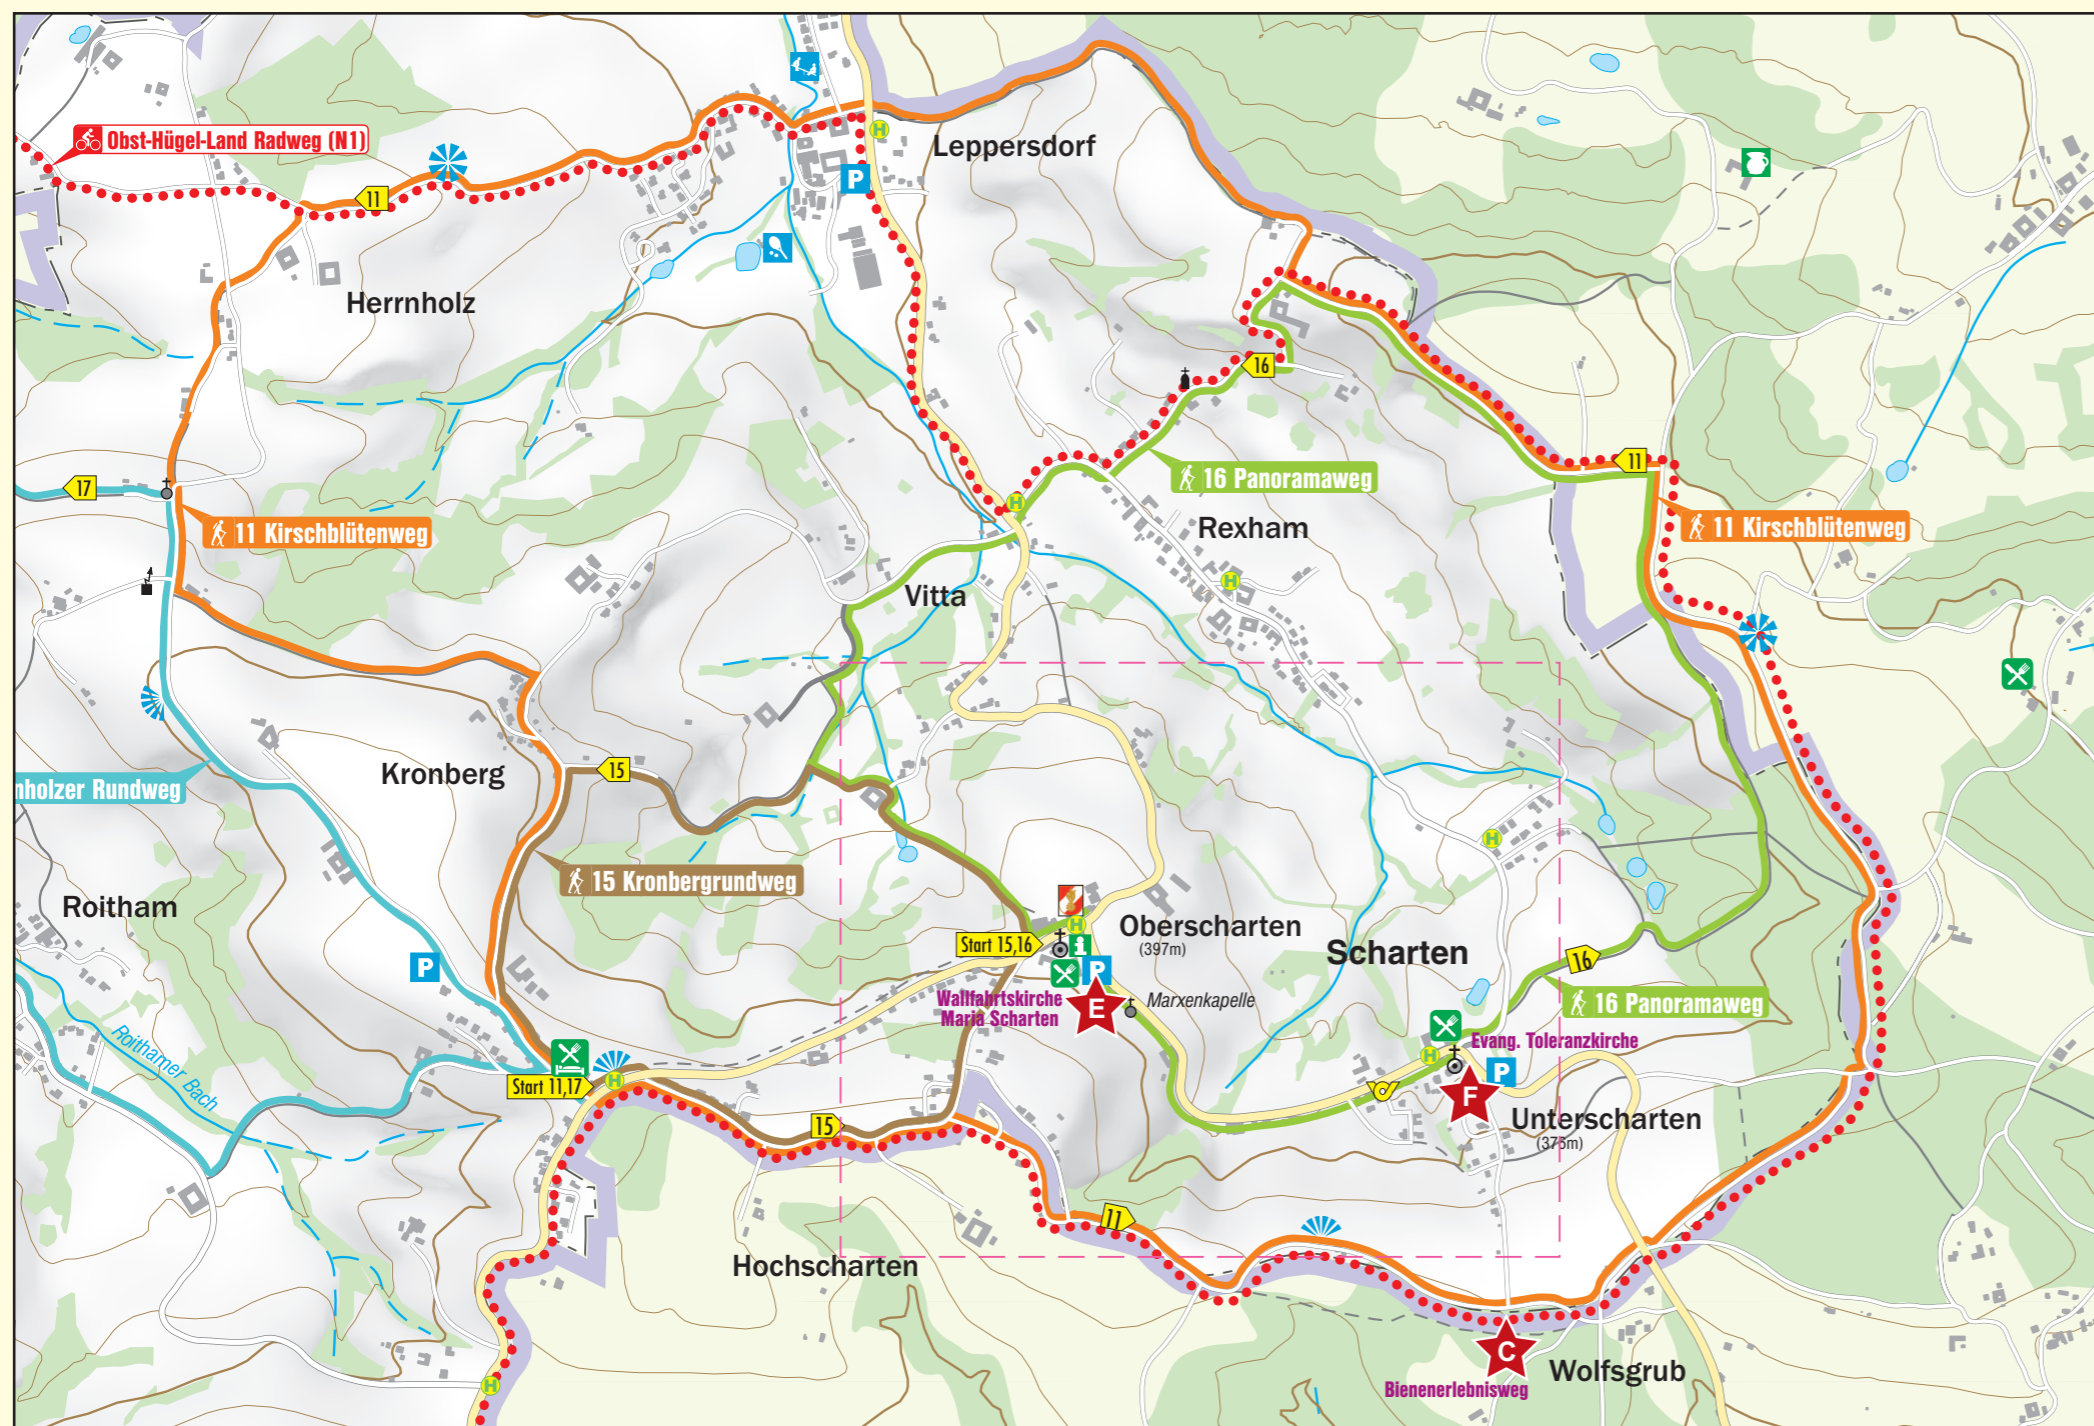 Obst-Hügel-Land Radweg (N1)
Leppersdorf
P
H
11
Herrnholz
16
16 Panoramaweg
11
17
11 Kirschblütenweg
H
Rexham
11 Kirschblütenweg
H
Vitta
Kronberg
15
nholzer Rundweg
H
15 Kronbergrundweg
Roitham
Oberscharten
(397m)
H
Start 15,16
i
Scharten
16
P
P
Wallfahrtskirche
Maria Scharten
E
Marxenkapelle
16 Panoramaweg
Roithamer Bach
H
Evang. Toleranzkirche
P
Start 11,17
H
F
Unterscharten
(376m)
15
11
Hochscharten
C
Wolfsgrub
H
Bienenerlebnisweg